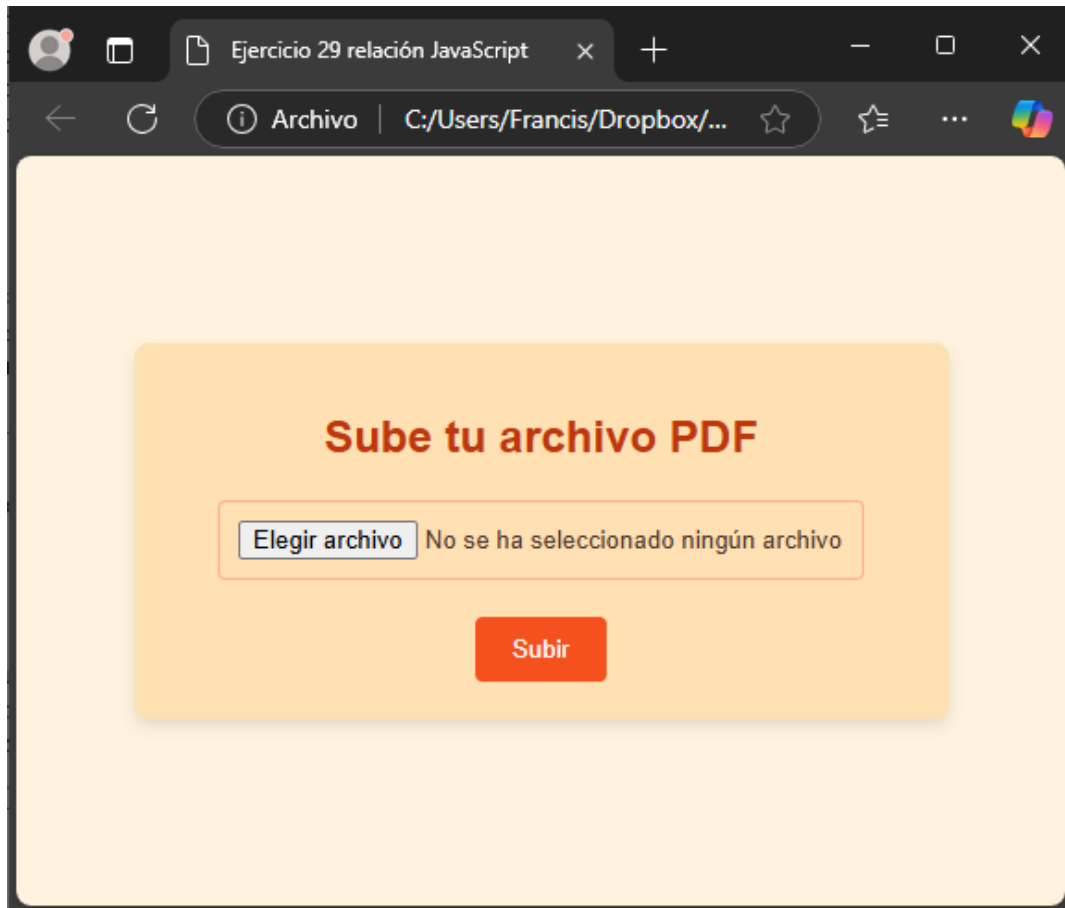 Ejercicio 29 relación JavaScript
Archivo C:/Users/Francis/Dropbox/...
Sube tu archivo PDF
Elegir archivo No se ha seleccionado ningún archivo
Subir